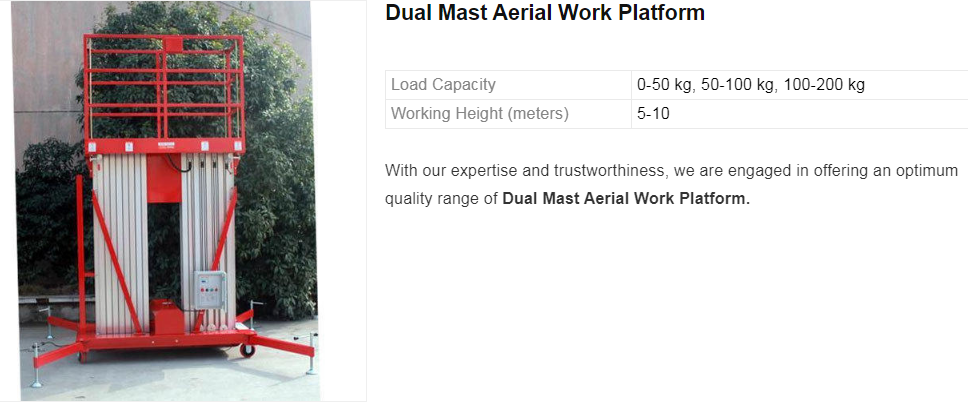 Dual Mast Aerial Work Platform
Load Capacity 0-50 kg, 50-100 kg, 100-200 kg
Working Height (meters) 5-10
With our expertise and trustworthiness, we are engaged in offering an optimum
quality range of Dual Mast Aerial Work Platform.